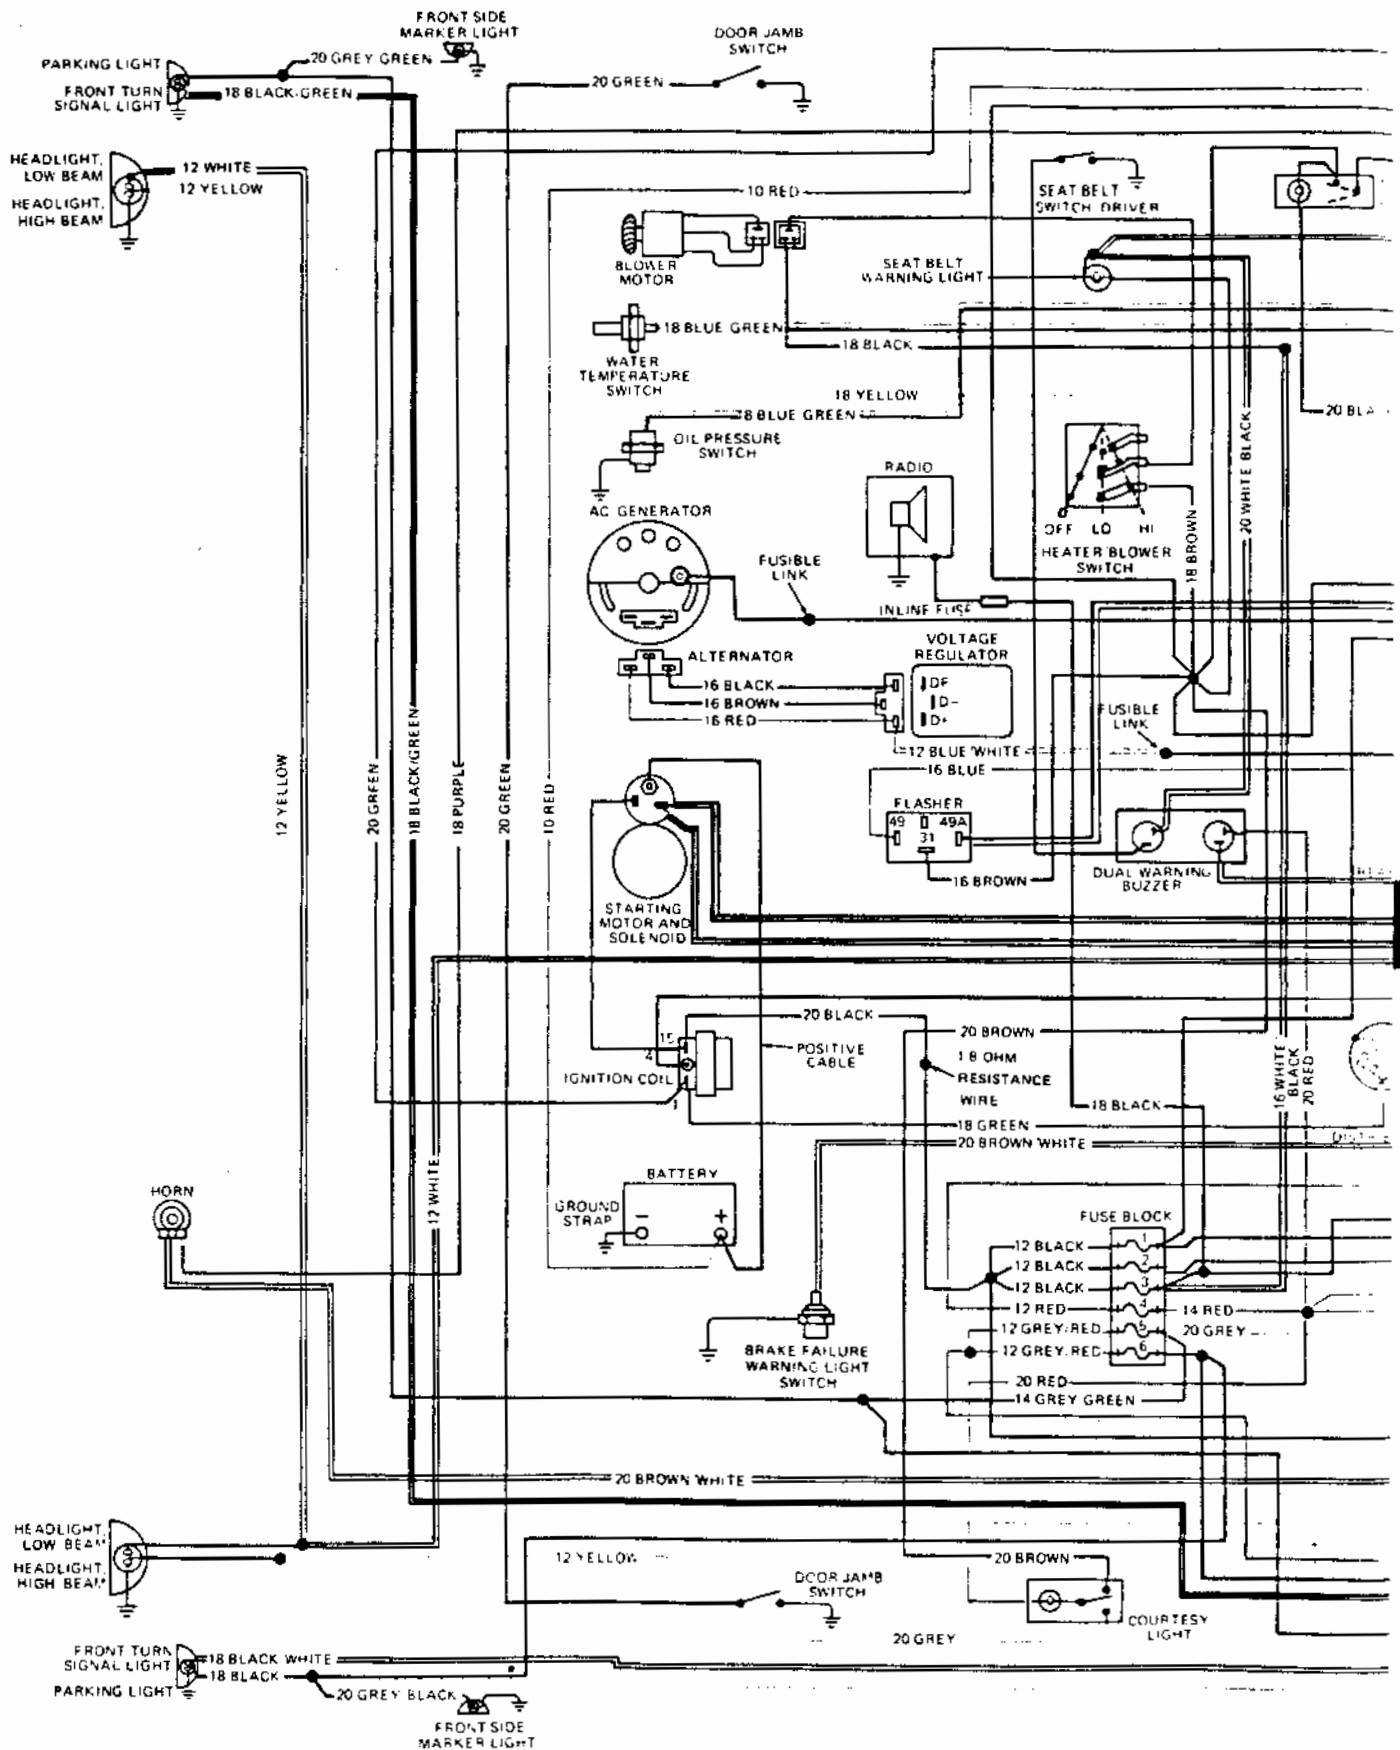 FRONT SIDE
MARKER LIGHT
DOOR JAMB
SWITCH
PARKING LIGHT
20 GREY GREEN
20 GREEN
FRONT TURN
SIGNAL LIGHT
18 BLACK/GREEN
HEADLIGHT,
LOW BEAM
12 WHITE
12 YELLOW
HEADLIGHT,
HIGH BEAM
10 RED
SEAT BELT
SWITCH DRIVER
BLOWER
MOTOR
SEAT BELT
WARNING LIGHT
18 BLUE GREEN
18 BLACK
WATER
TEMPERATURE
SWITCH
18 YELLOW
18 BLUE GREEN
20 BLA
OIL PRESSURE
SWITCH
20 WHITE BLACK
RADIO
AC GENERATOR
OFF LO HI
HEATER BLOWER
SWITCH
18 BROWN
FUSIBLE
LINK
INLINE FUSE
VOLTAGE
REGULATOR
ALTERNATOR
16 BLACK
16 BROWN
16 RED
DF
D-
D+
FUSIBLE
LINK
12 BLUE WHITE
16 BLUE
12 YELLOW
20 GREEN
18 BLACK/GREEN
18 PURPLE
20 GREEN
10 RED
FLASHER
49
49A
31
16 BROWN
DUAL WARNING
BUZZER
STARTING
MOTOR AND
SOLENOID
20 BLACK
20 BROWN
15
4
1
IGNITION COIL
POSITIVE
CABLE
1 8 OHM
RESISTANCE
WIRE
16 WHITE
BLACK
20 RED
18 BLACK
18 GREEN
20 BROWN WHITE
12 WHITE
HORN
BATTERY
GROUND
STRAP
- +
FUSE BLOCK
12 BLACK
1
12 BLACK
2
12 BLACK
3
12 RED
4
14 RED
12 GREY/RED
5
20 GREY
12 GREY/RED
6
20 RED
14 GREY GREEN
BRAKE FAILURE
WARNING LIGHT
SWITCH
20 BROWN WHITE
HEADLIGHT,
LOW BEAM
HEADLIGHT,
HIGH BEAM
12 YELLOW
20 BROWN
DOOR JAMB
SWITCH
COURTESY
LIGHT
20 GREY
FRONT TURN
SIGNAL LIGHT
18 BLACK WHITE
18 BLACK
PARKING LIGHT
20 GREY BLACK
FRONT SIDE
MARKER LIGHT